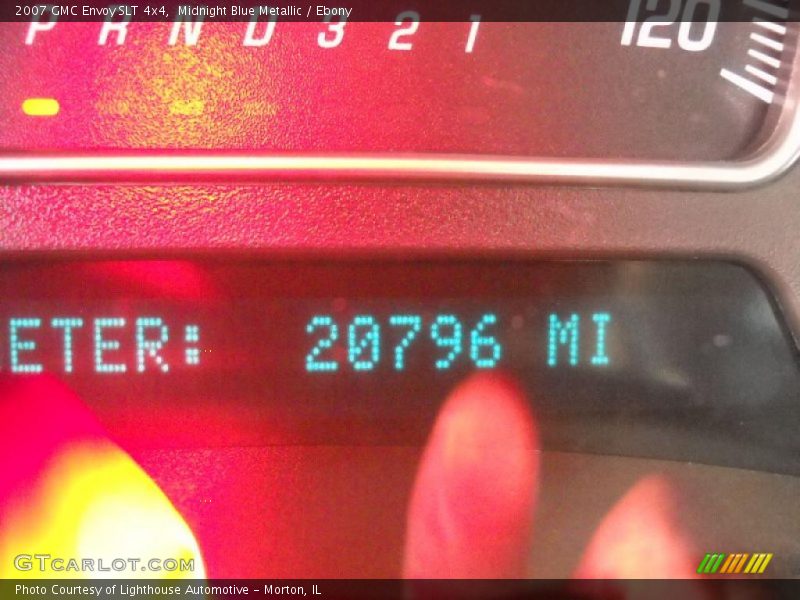 2007 GMC Envoy SLT 4x4, Midnight Blue Metallic / Ebony
P R N D 3 2 1 120
ETER: 20796 MI
GTCARLOT.COM
Photo Courtesy of Lighthouse Automotive - Morton, IL